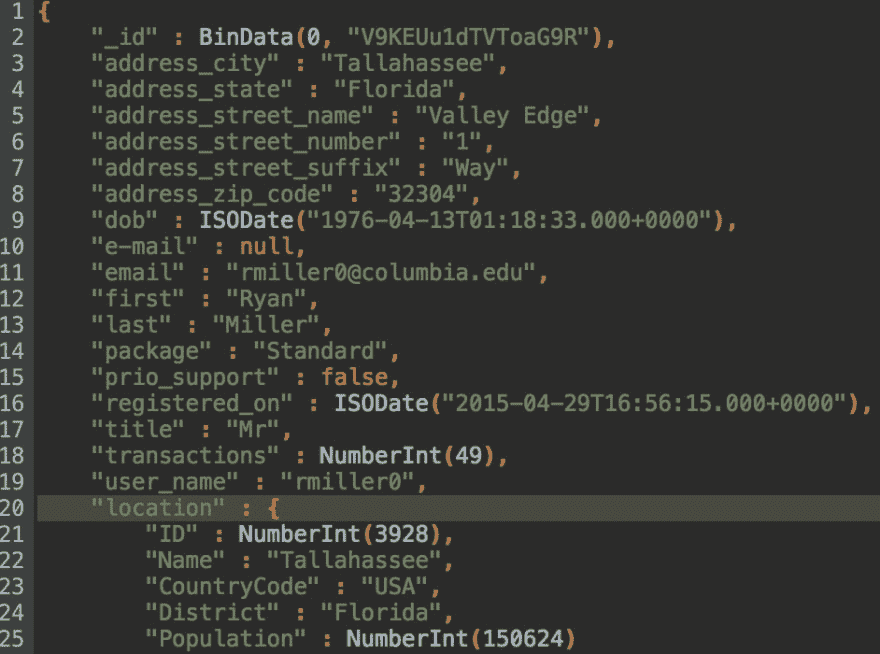 1 {
2 "_id" : BinData(0, "V9KEUu1dTVToaG9R"),
3 "address_city" : "Tallahassee",
4 "address_state" : "Florida",
5 "address_street_name" : "Valley Edge",
6 "address_street_number" : "1",
7 "address_street_suffix" : "Way",
8 "address_zip_code" : "32304",
9 "dob" : ISODate("1976-04-13T01:18:33.000+0000"),
10 "e-mail" : null,
11 "email" : "rmiller0@columbia.edu",
12 "first" : "Ryan",
13 "last" : "Miller",
14 "package" : "Standard",
15 "prio_support" : false,
16 "registered_on" : ISODate("2015-04-29T16:56:15.000+0000"),
17 "title" : "Mr",
18 "transactions" : NumberInt(49),
19 "user_name" : "rmiller0",
20 "location" : {
21 "ID" : NumberInt(3928),
22 "Name" : "Tallahassee",
23 "CountryCode" : "USA",
24 "District" : "Florida",
25 "Population" : NumberInt(150624)